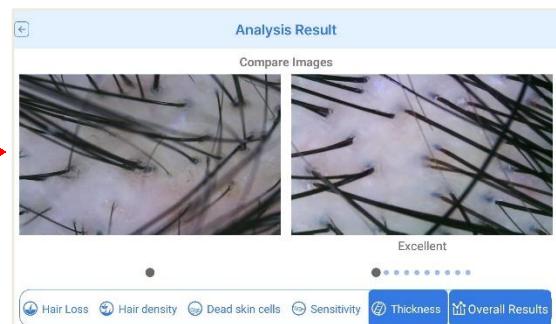 Analysis Result
Compare Images
Excellent
Hair Loss
Hair density
Dead skin cells
Sensitivity
Thickness
Overall Results